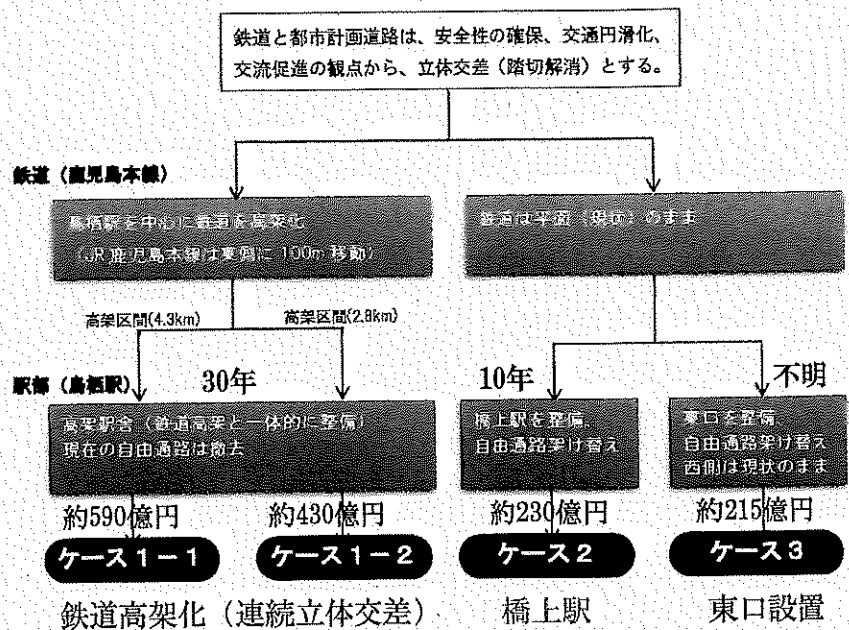 鉄道と都市計画道路は、安全性の確保、交通円滑化、
交流促進の観点から、立体交差（踏切解消）とする。
鉄道（鹿児島本線）
鳥栖駅を中心に鉄道を高架化
（JR鹿児島本線は東側に100m移動）
鉄道は平面（現状）のまま
高架区間(4.3km)
高架区間(2.8km)
駅部（鳥栖駅）
30年
10年
不明
高架駅舎（鉄道高架と一体的に整備）
現在の自由通路は撤去
橋上駅を整備、
自由通路架け替え
東口を整備、
自由通路架け替え
西側は現状のまま
約590億円
約430億円
約230億円
約215億円
ケース１－１
ケース１－２
ケース２
ケース３
鉄道高架化（連続立体交差）
橋上駅
東口設置